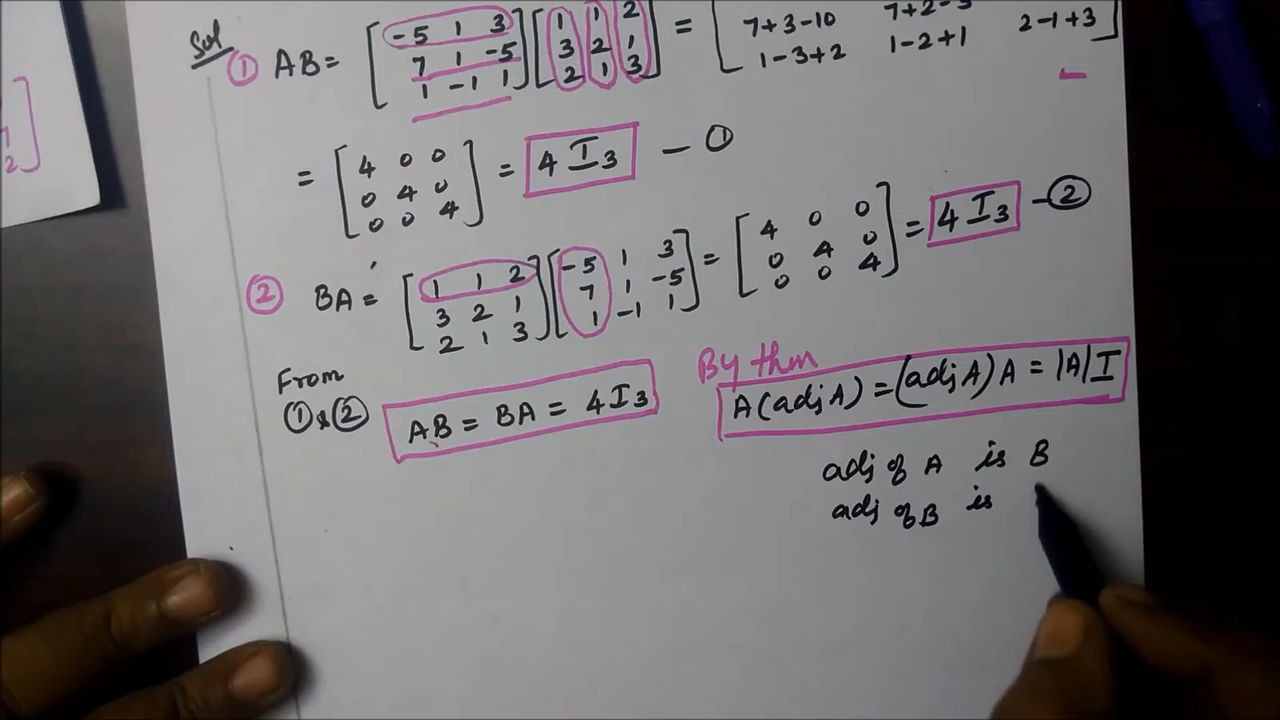 Sol
① AB = [ -5 1 3 ] [ 1 1 2 ] = [
7 1 -5 3 2 1 7+3-10 7+2-5
1 -1 1 2 1 3 1-3+2 1-2+1 2-1+3
= [ 4 0 0 ] = 4 I3 - ①
0 4 0
0 0 4
② BA = [ 1 1 2 ] [ -5 1 3 ] = [ 4 0 0 ] = 4 I3 - ②
3 2 1 7 1 -5 0 4 0
2 1 3 1 -1 1 0 0 4
From
① & ② AB = BA = 4I3
By thm
A(adj A) = (adj A) A = |A| I
adj of A is B
adj of B is